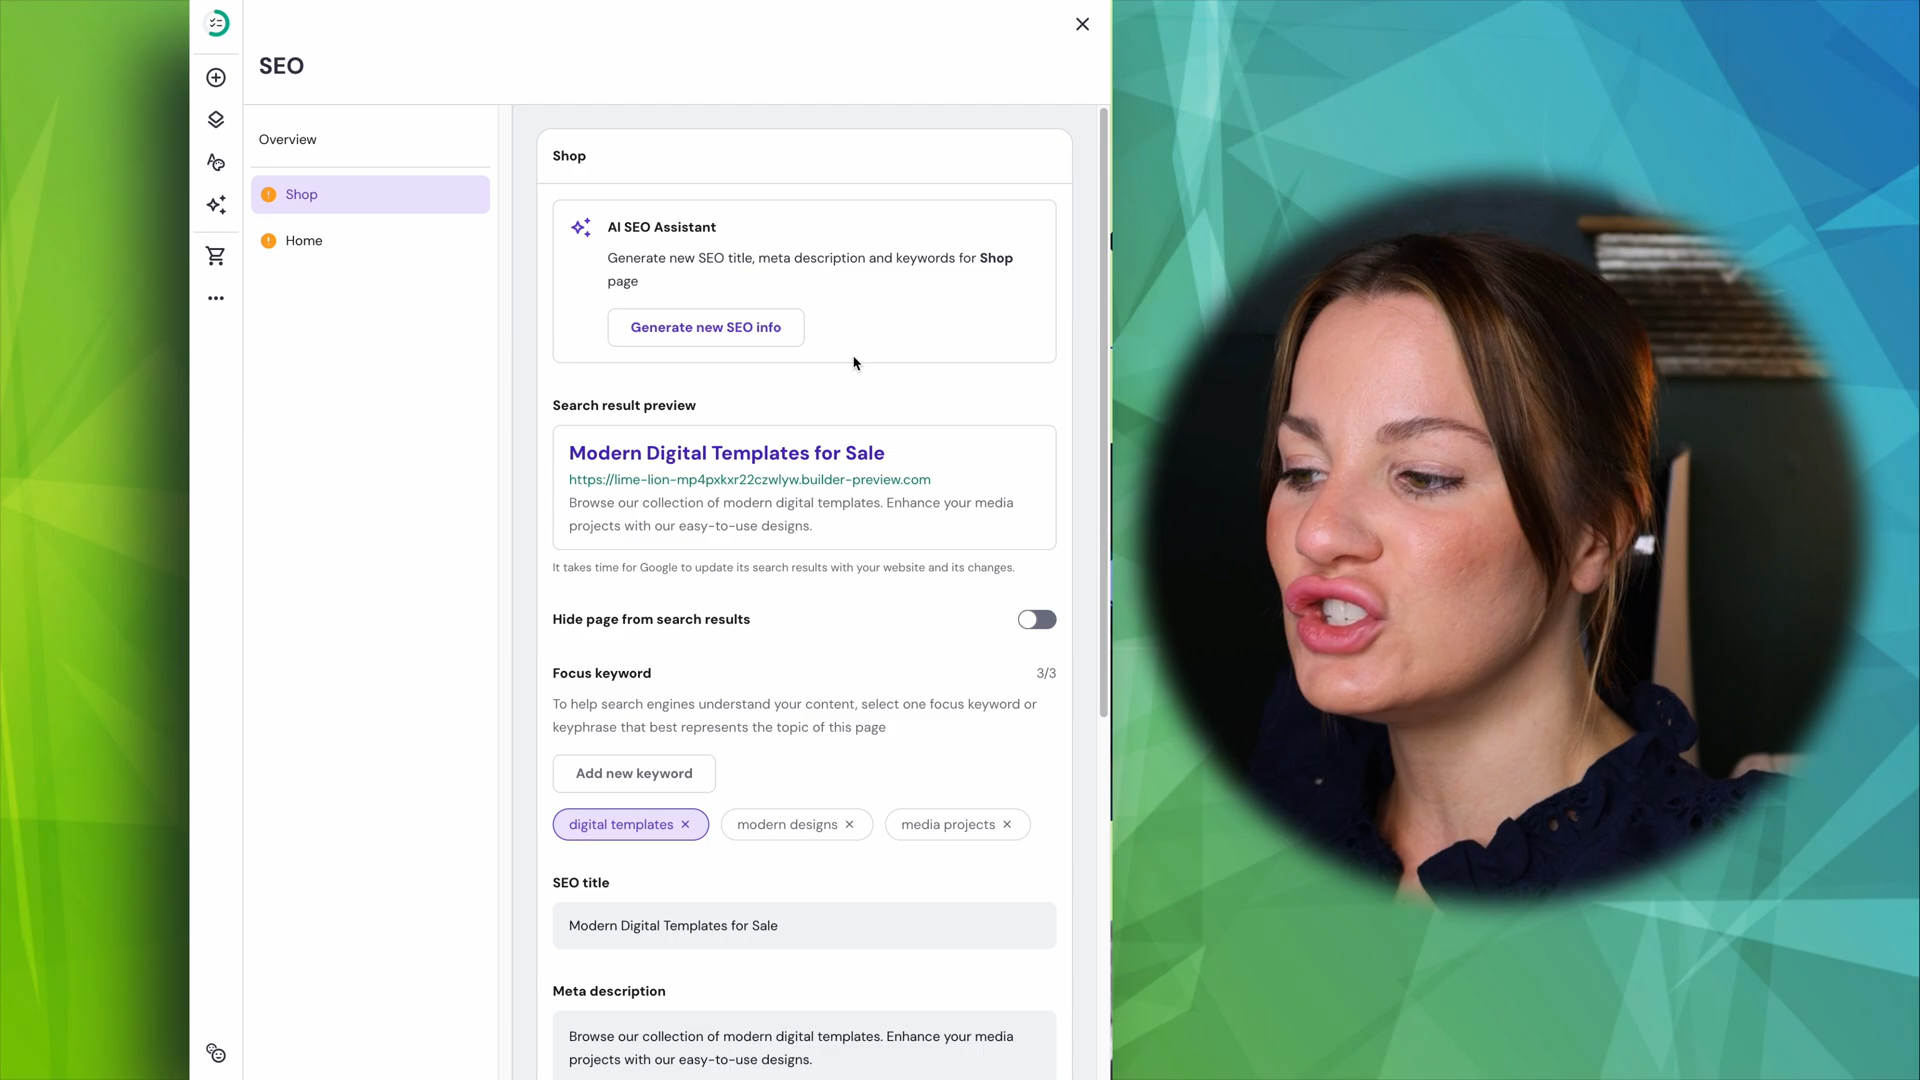 SEO
Overview
Shop
Home
Shop
AI SEO Assistant
Generate new SEO title, meta description and keywords for Shop
page
Generate new SEO info
Search result preview
Modern Digital Templates for Sale
https://lime-lion-mp4pxkxr22czwlyw.builder-preview.com
Browse our collection of modern digital templates. Enhance your media
projects with our easy-to-use designs.
It takes time for Google to update its search results with your website and its changes.
Hide page from search results
Focus keyword 3/3
To help search engines understand your content, select one focus keyword or
keyphrase that best represents the topic of this page
Add new keyword
digital templates × modern designs × media projects ×
SEO title
Modern Digital Templates for Sale
Meta description
Browse our collection of modern digital templates. Enhance your media
projects with our easy-to-use designs.